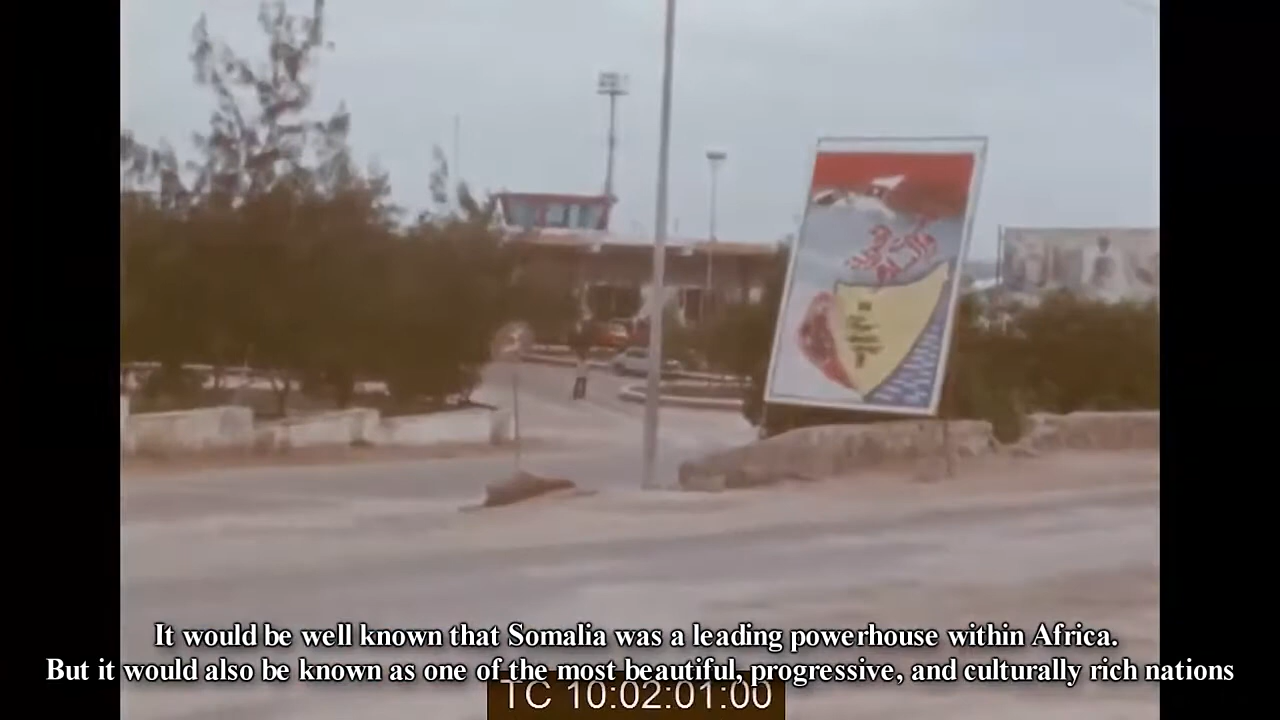 It would be well known that Somalia was a leading powerhouse within Africa.
But it would also be known as one of the most beautiful, progressive, and culturally rich nations
TC 10:02:01:00